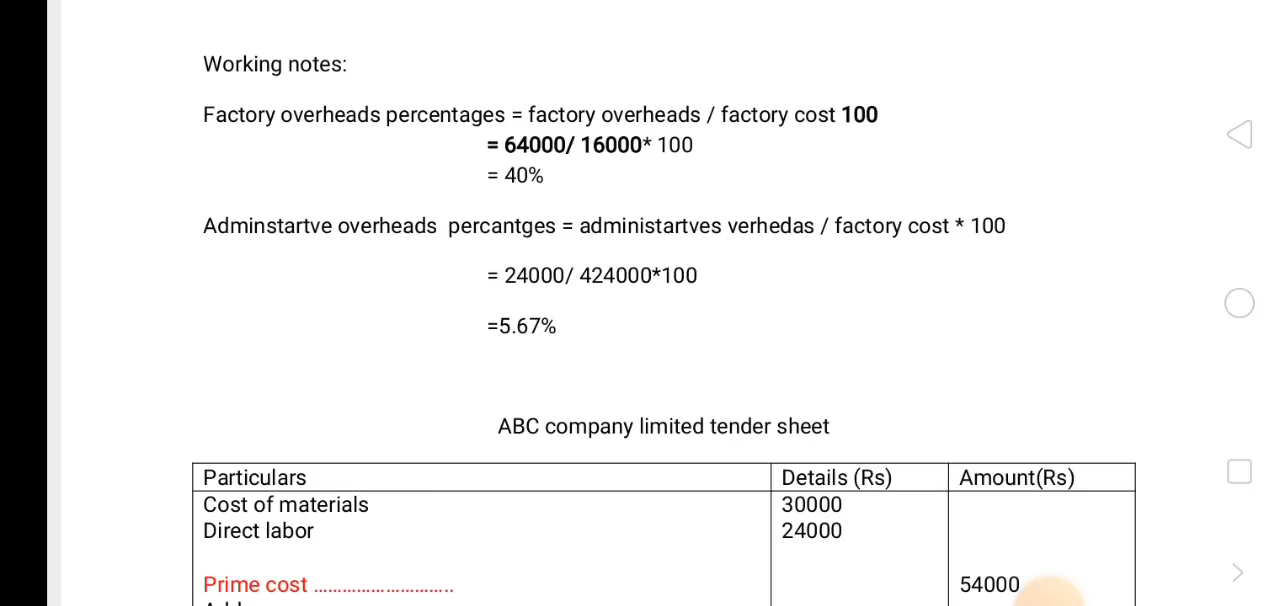 Working notes:
Factory overheads percentages = factory overheads / factory cost 100
= 64000/ 16000* 100
= 40%
Adminstartve overheads  percantges = administartves verhedas / factory cost * 100
= 24000/ 424000*100
=5.67%
ABC company limited tender sheet
Particulars Details (Rs) Amount(Rs)
Cost of materials 30000
Direct labor 24000
Prime cost ............................ 54000